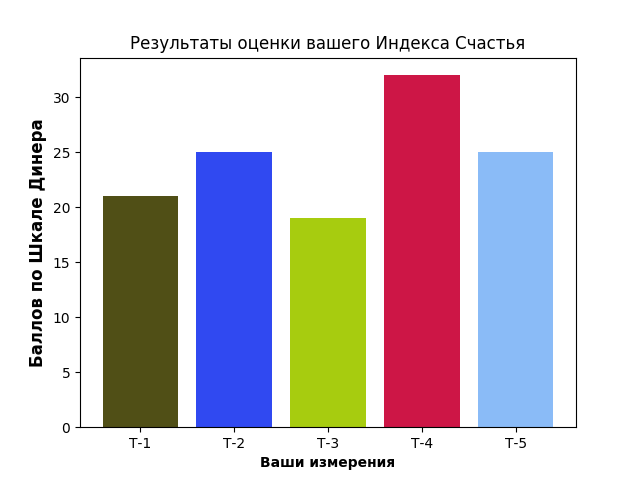 Результаты оценки вашего Индекса Счастья
Баллов по Шкале Динера
30
25
20
15
10
5
0
Т-1 Т-2 Т-3 Т-4 Т-5
Ваши измерения